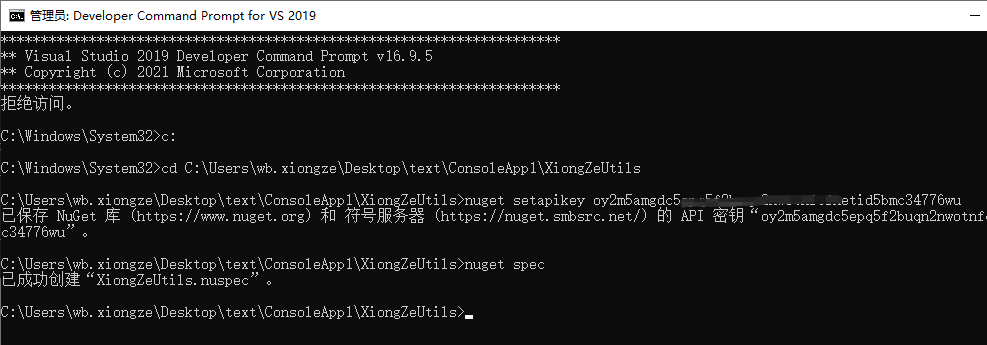 管理员: Developer Command Prompt for VS 2019
**********************************************************************
** Visual Studio 2019 Developer Command Prompt v16.9.5
** Copyright (c) 2021 Microsoft Corporation
**********************************************************************
拒绝访问。
C:\Windows\System32>c:
C:\Windows\System32>cd C:\Users\wb.xiongze\Desktop\text\ConsoleApp1\XiongZeUtils
C:\Users\wb.xiongze\Desktop\text\ConsoleApp1\XiongZeUtils>nuget setapikey
已保存 NuGet 库 (https://www.nuget.org) 和 符号服务器 (https://nuget.smbsrc.net/) 的 API 密钥“oy2m5amgdc5epq5f2buqn2nwotnf
c34776wu”。
C:\Users\wb.xiongze\Desktop\text\ConsoleApp1\XiongZeUtils>nuget spec
已成功创建“XiongZeUtils.nuspec”。
C:\Users\wb.xiongze\Desktop\text\ConsoleApp1\XiongZeUtils>